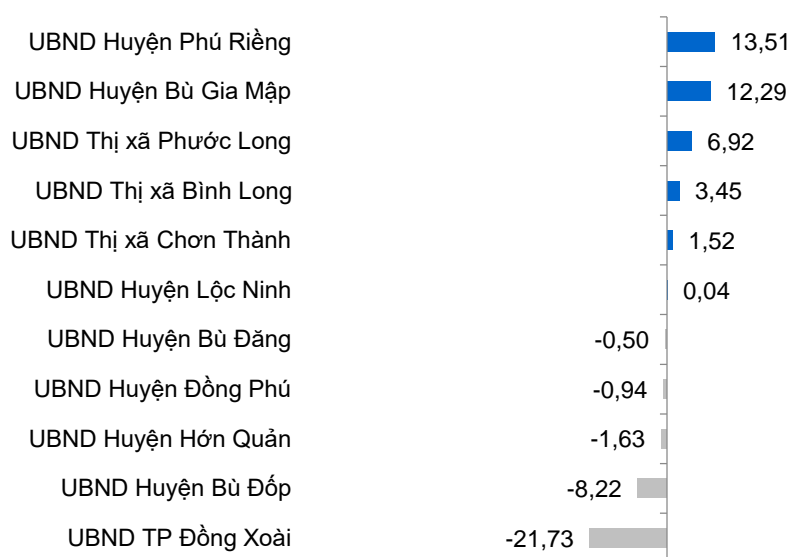 UBND Huyện Phú Riềng 13,51
UBND Huyện Bù Gia Mập 12,29
UBND Thị xã Phước Long 6,92
UBND Thị xã Bình Long 3,45
UBND Thị xã Chơn Thành 1,52
UBND Huyện Lộc Ninh 0,04
UBND Huyện Bù Đăng -0,50
UBND Huyện Đồng Phú -0,94
UBND Huyện Hớn Quản -1,63
UBND Huyện Bù Đốp -8,22
UBND TP Đồng Xoài -21,73